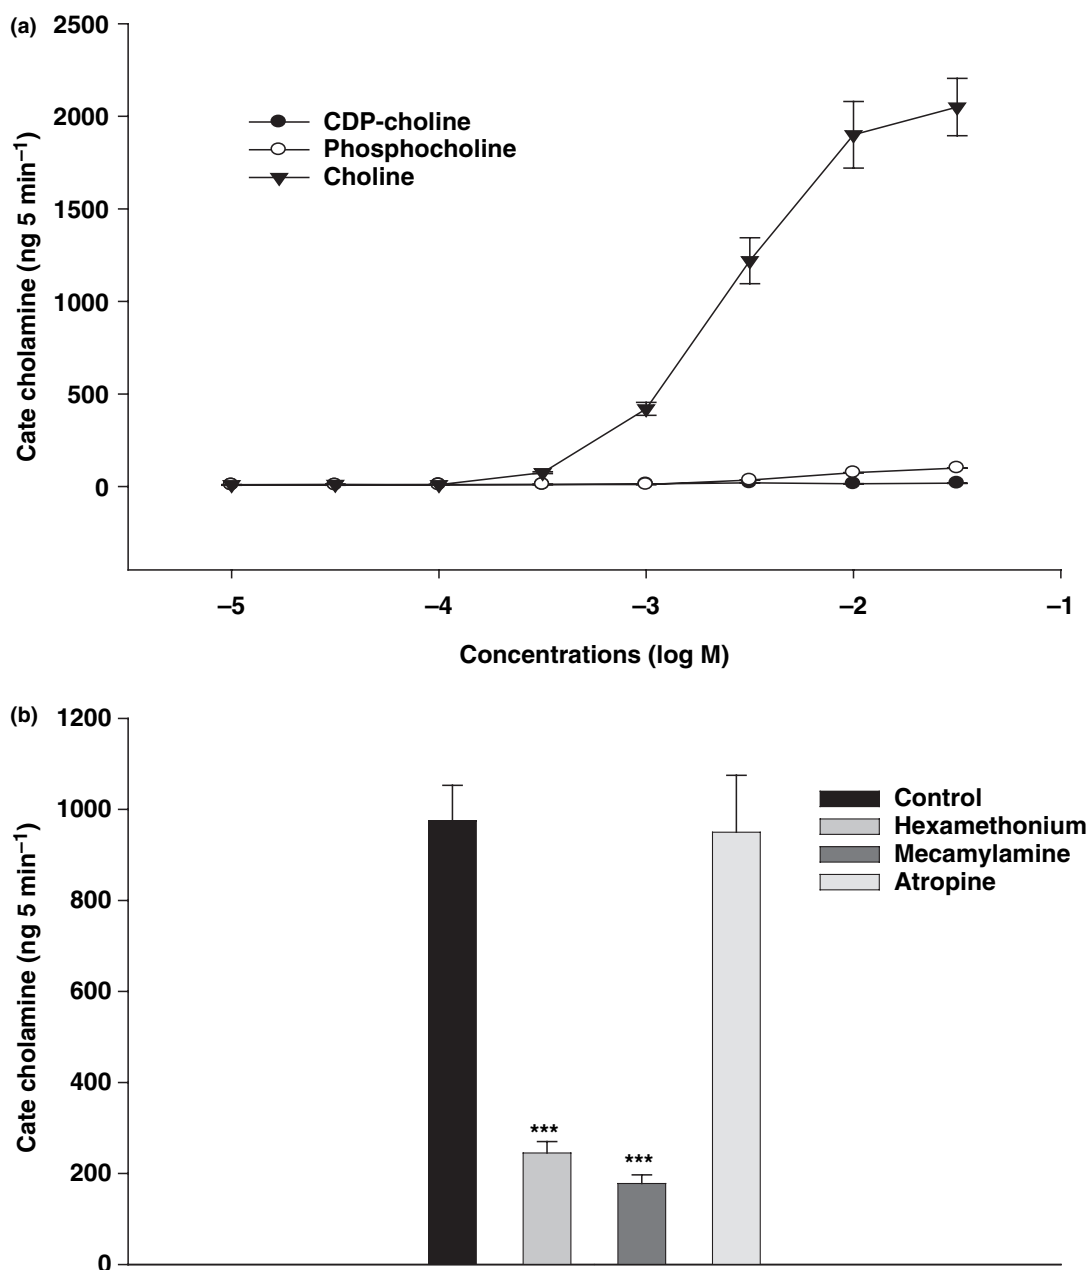 (a)
2500
2000
1500
1000
500
0
Cate cholamine (ng 5 min⁻¹)
CDP-choline
Phosphocholine
Choline
–5 –4 –3 –2 –1
Concentrations (log M)
(b)
1200
1000
800
600
400
200
0
Cate cholamine (ng 5 min⁻¹)
***
***
Control
Hexamethonium
Mecamylamine
Atropine